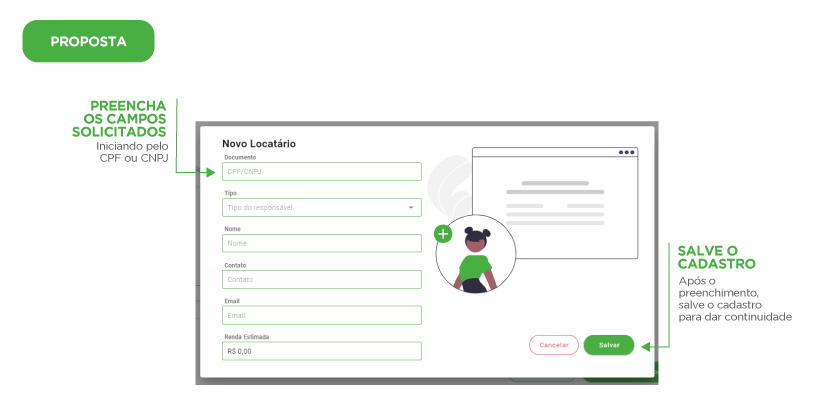 PROPOSTA
PREENCHA
OS CAMPOS
SOLICITADOS
Iniciando pelo
CPF ou CNPJ
Novo Locatário
Documento
CPF/CNPJ
Tipo
Tipo do responsável
Nome
Nome
Contato
Contato
Email
Email
Renda Estimada
R$ 0,00
Cancelar
Salvar
SALVE O
CADASTRO
Após o
preenchimento,
salve o cadastro
para dar continuidade